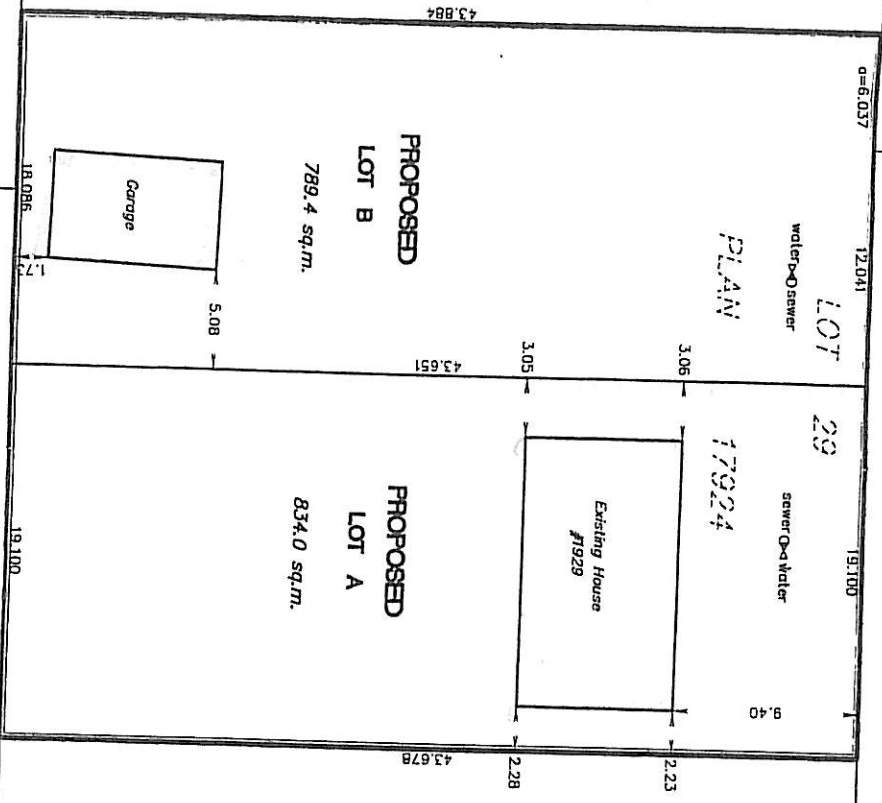 43.884
a=6.037
12.041
19.100
water sewer
LOT 29
PLAN 17924
sewer water
PROPOSED
LOT B
789.4 sq.m.
Garage
18.086
1.73
5.08
43.651
3.05
3.06
Existing House
#1929
9.40
PROPOSED
LOT A
834.0 sq.m.
19.100
43.678
2.28
2.23